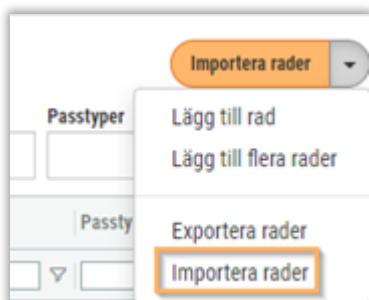 Importera rader
Passtyper
Lägg till rad
Lägg till flera rader
Passty
Exportera rader
Importera rader